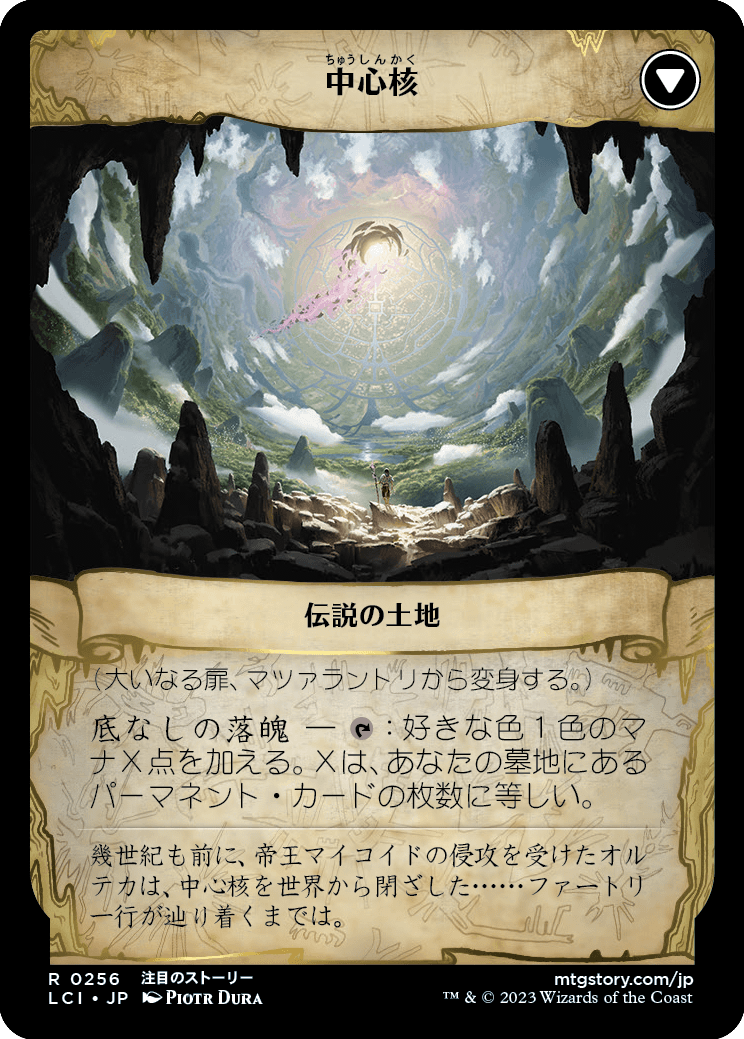 ちゅうしんかく
中心核
伝説の土地
（大いなる扉、マツァラントリから変身する。）
底なしの落魄 ― :好きな色1色のマ
ナX点を加える。Xは、あなたの墓地にある
パーマネント・カードの枚数に等しい。
幾世紀も前に、帝王マイコイドの侵攻を受けたオル
テカは、中心核を世界から閉ざした……ファートリ
一行が辿り着くまでは。
R 0256 注目のストーリー
mtgstory.com/jp
LCI • JP PIOTR DURA
™ & © 2023 Wizards of the Coast